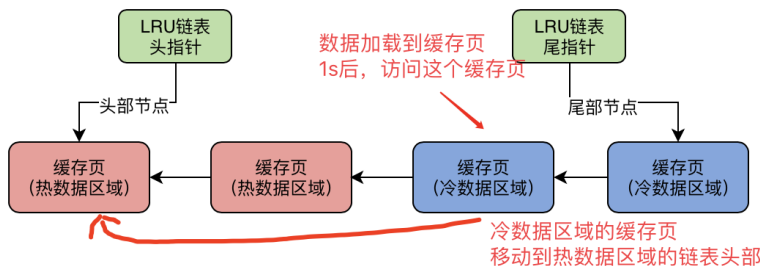 LRU链表
头指针
LRU链表
尾指针
数据加载到缓存页
1s后，访问这个缓存页
头部节点
尾部节点
缓存页
（热数据区域）
缓存页
（热数据区域）
缓存页
（冷数据区域）
缓存页
（冷数据区域）
冷数据区域的缓存页
移动到热数据区域的链表头部